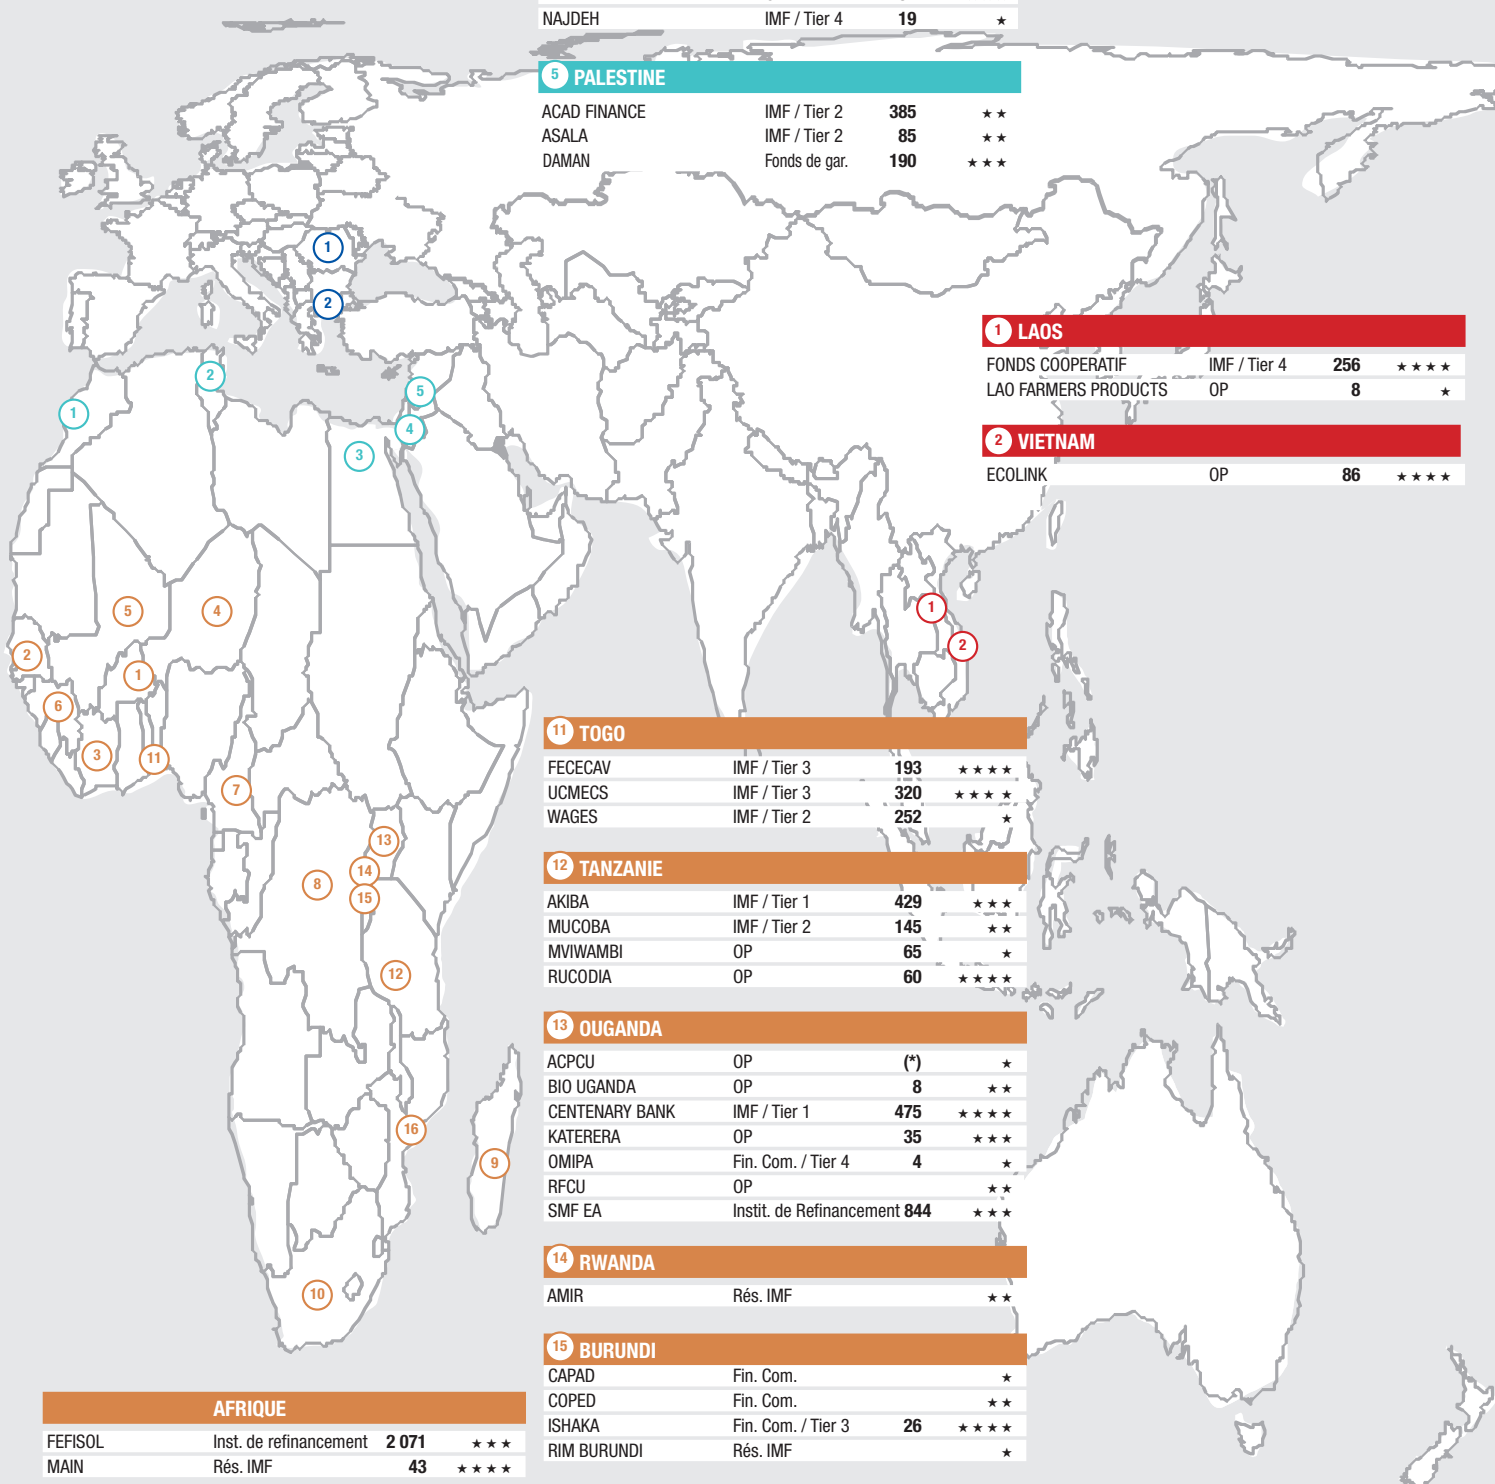 NAJDEH IMF / Tier 4 19 ★
5 PALESTINE
ACAD FINANCE IMF / Tier 2 385 ★★
ASALA IMF / Tier 2 85 ★★
DAMAN Fonds de gar. 190 ★★★
1
2
1 LAOS
FONDS COOPERATIF IMF / Tier 4 256 ★★★★
LAO FARMERS PRODUCTS OP 8 ★
2 VIETNAM
ECOLINK OP 86 ★★★★
2
1
5
4
3
5
4
2
1
6
3
11
7
1
2
13
14
8
15
12
16
9
10
11 TOGO
FECECAV IMF / Tier 3 193 ★★★★
UCMECS IMF / Tier 3 320 ★★★★
WAGES IMF / Tier 2 252 ★
12 TANZANIE
AKIBA IMF / Tier 1 429 ★★★
MUCOBA IMF / Tier 2 145 ★★
MVIWAMBI OP 65 ★
RUCODIA OP 60 ★★★★
13 OUGANDA
ACPCU OP (*) ★
BIO UGANDA OP 8 ★★
CENTENARY BANK IMF / Tier 1 475 ★★★★
KATERERA OP 35 ★★★
OMIPA Fin. Com. / Tier 4 4 ★
RFCU OP ★★
SMF EA Instit. de Refinancement 844 ★★★
14 RWANDA
AMIR Rés. IMF ★★
15 BURUNDI
CAPAD Fin. Com. ★
COPED Fin. Com. ★★
ISHAKA Fin. Com. / Tier 3 26 ★★★★
RIM BURUNDI Rés. IMF ★
AFRIQUE
FEFISOL Inst. de refinancement 2 071 ★★★
MAIN Rés. IMF 43 ★★★★